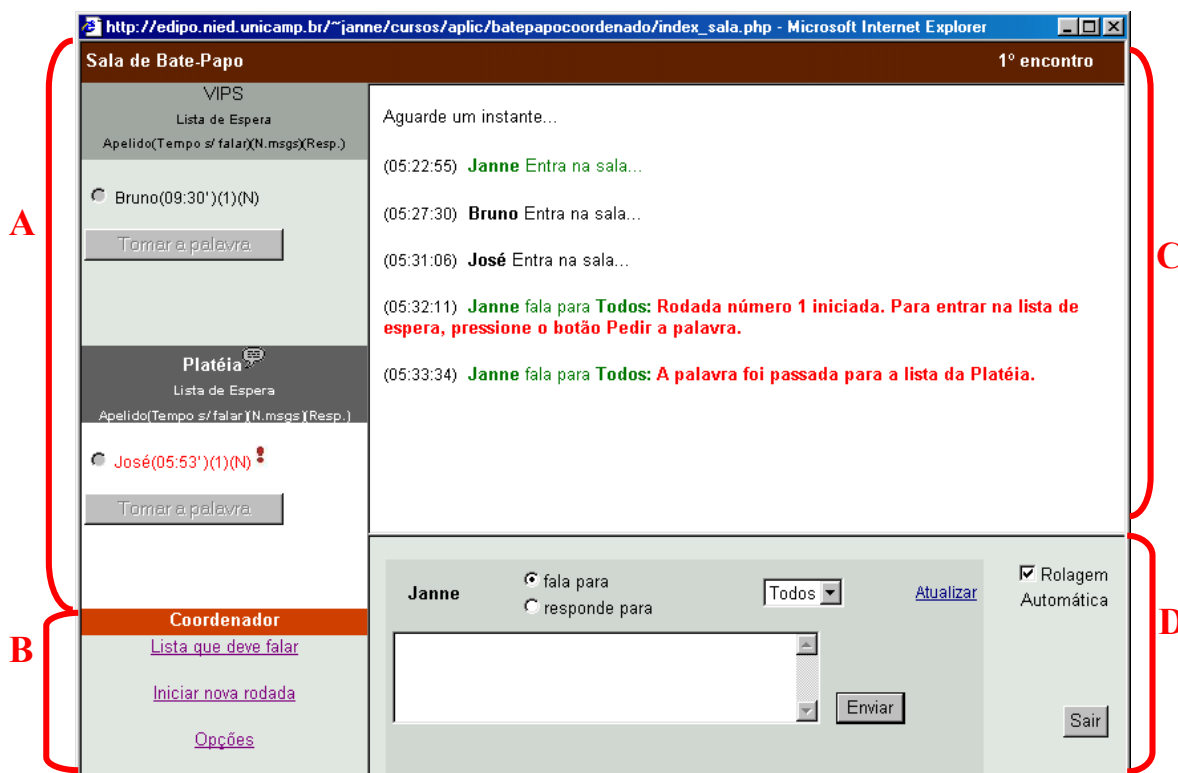 http://edipo.nied.unicamp.br/~janne/cursos/aplic/batepapocoordenado/index_sala.php - Microsoft Internet Explorer
Sala de Bate-Papo
1º encontro
VIPS
Lista de Espera
Apelido(Tempo s/ falar)(N.msgs)(Resp.)
Bruno(09:30')(1)(N)
Tomar a palavra
Platéia
Lista de Espera
Apelido(Tempo s/ falar)(N.msgs)(Resp.)
José(05:53')(1)(N)
Tomar a palavra
A
Coordenador
Lista que deve falar
Iniciar nova rodada
Opções
B
Aguarde um instante...
(05:22:55) Janne Entra na sala...
(05:27:30) Bruno Entra na sala...
(05:31:06) José Entra na sala...
(05:32:11) Janne fala para Todos: Rodada número 1 iniciada. Para entrar na lista de
espera, pressione o botão Pedir a palavra.
(05:33:34) Janne fala para Todos: A palavra foi passada para a lista da Platéia.
C
Janne
fala para
responde para
Todos
Atualizar
Rolagem
Automática
Enviar
Sair
D